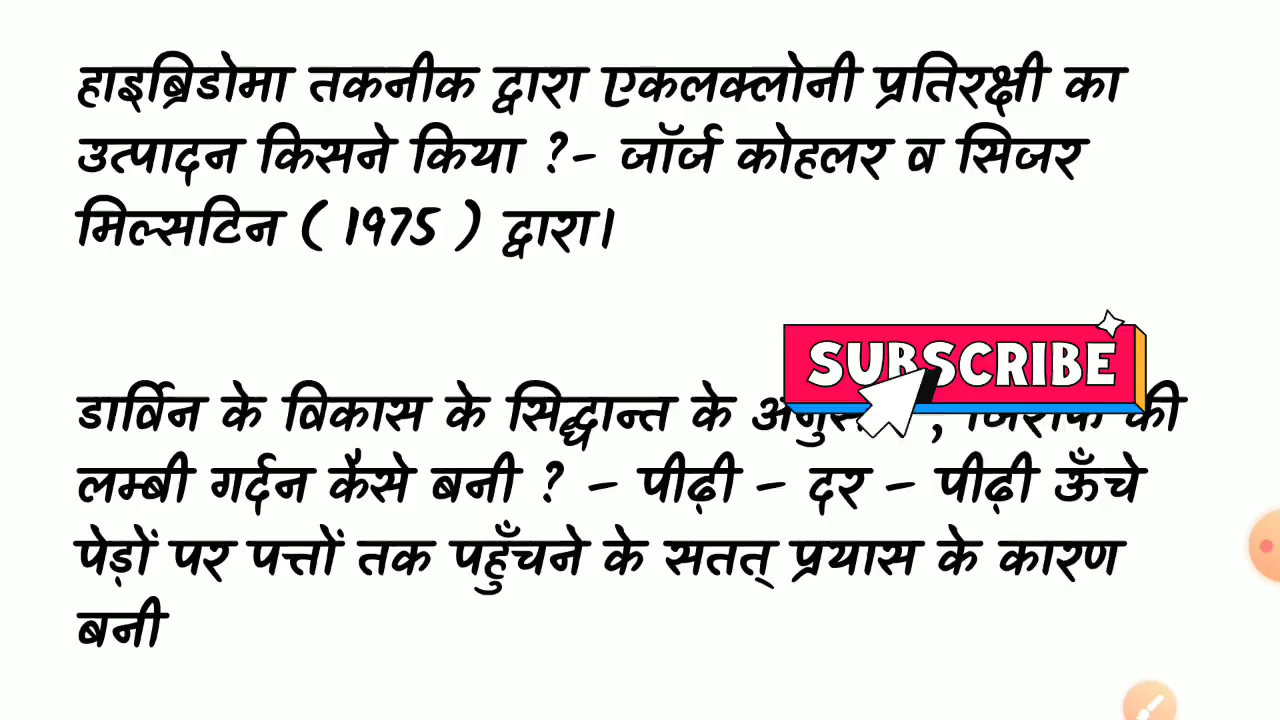 हाइब्रिडोमा तकनीक द्वारा एकलक्लोनी प्रतिरक्षी का
उत्पादन किसने किया ?- जॉर्ज कोहलर व सिजर
मिल्सटिन ( 1975 ) द्वारा।
SUBSCRIBE
डार्विन के विकास के सिद्धान्त के , की
लम्बी गर्दन कैसे बनी ? - पीढ़ी - दर - पीढ़ी ऊँचे
पेड़ों पर पत्तों तक पहुँचने के सतत् प्रयास के कारण
बनी